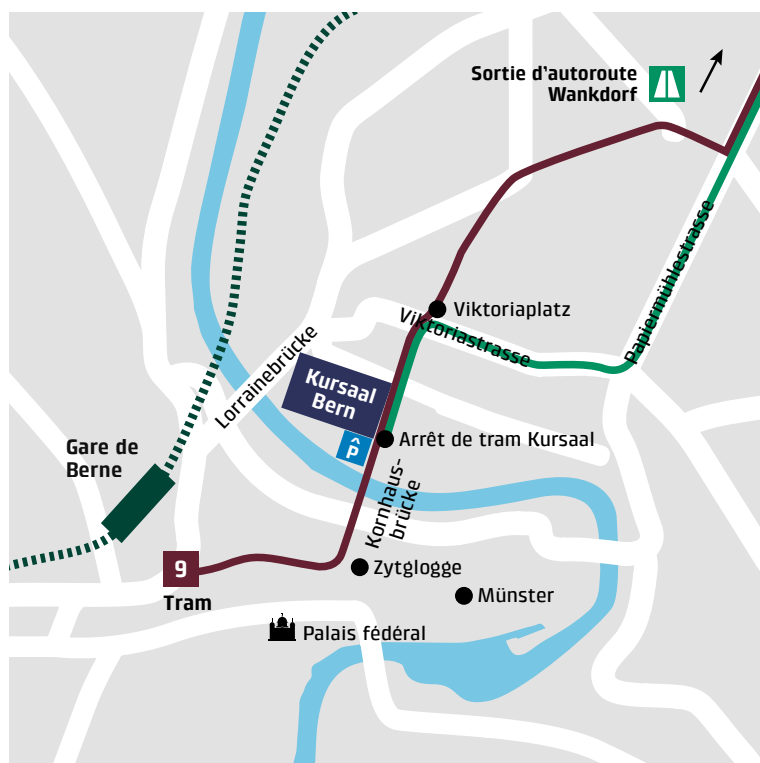 Sortie d'autoroute
Wankdorf
Papiermühlestrasse
Viktoriaplatz
Viktoriastrasse
Lorrainebrücke
Kursaal
Bern
P
Arrêt de tram Kursaal
Gare de
Berne
Kornhaus-
brücke
9
Tram
Zytglogge
Münster
Palais fédéral